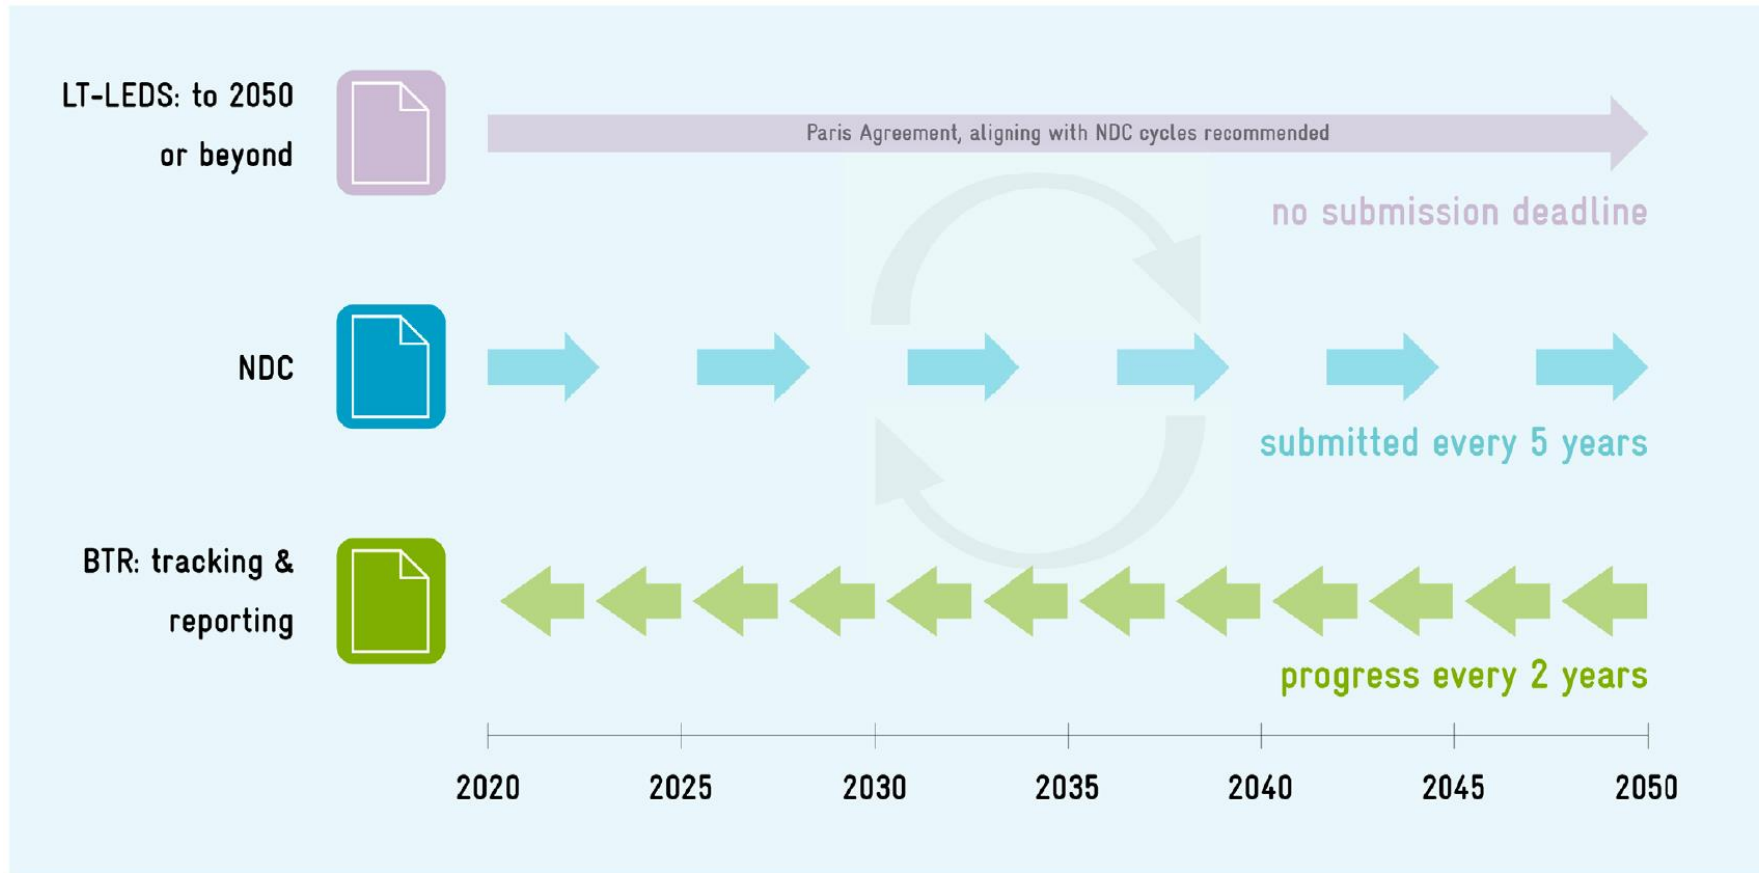 LT-LEDS: to 2050
or beyond
Paris Agreement, aligning with NDC cycles recommended
no submission deadline
NDC
submitted every 5 years
BTR: tracking &
reporting
progress every 2 years
2020 2025 2030 2035 2040 2045 2050